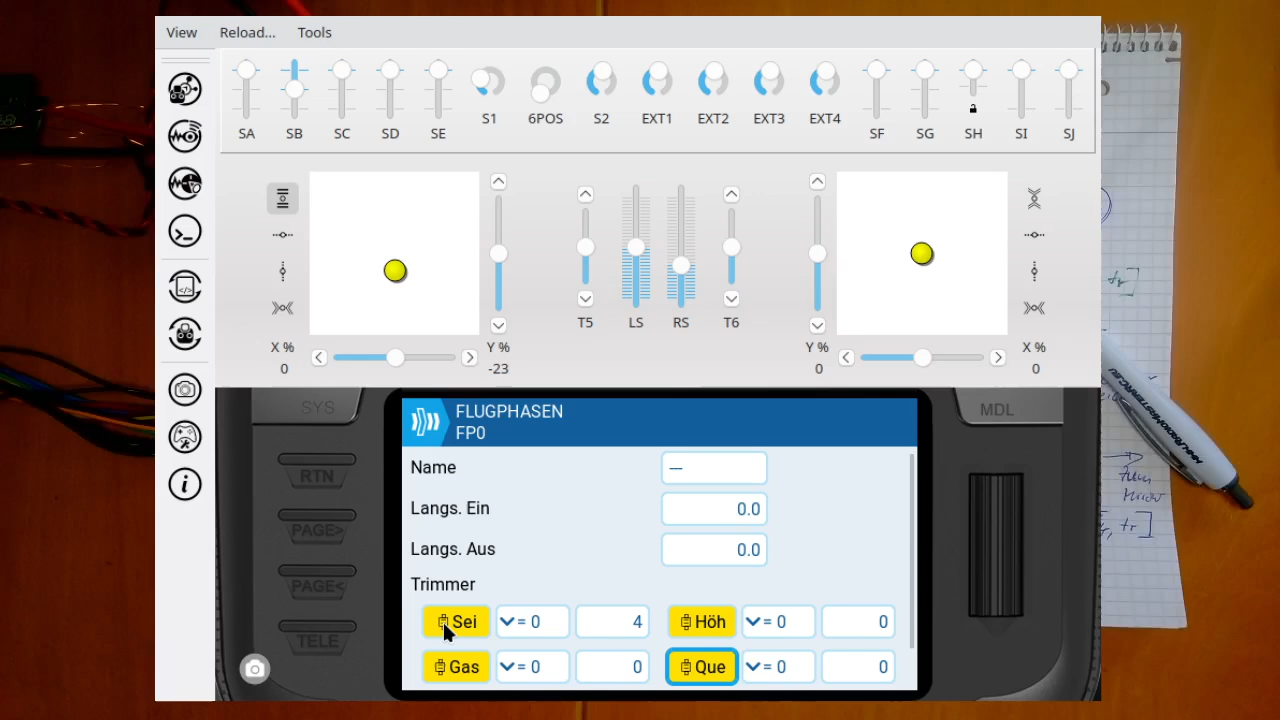 View Reload... Tools
SA SB SC SD SE S1 6POS S2 EXT1 EXT2 EXT3 EXT4 SF SG SH SI SJ
T5 LS RS T6
X % Y % Y % X %
0 -23 0 0
SYS MDL
FLUGPHASEN
FP0
Name ---
RTN
Langs. Ein 0.0
PAGE>
Langs. Aus 0.0
PAGE<
Trimmer
Sei = 0 4 Höh = 0 0
TELE
Gas = 0 0 Que = 0 0